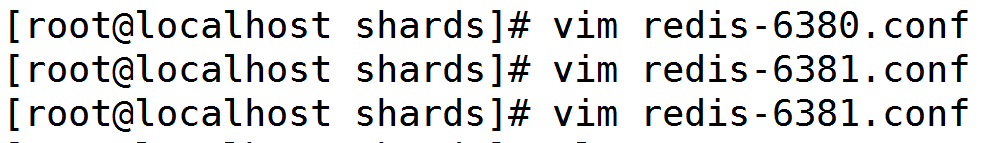 [root@localhost shards]# vim redis-6380.conf
[root@localhost shards]# vim redis-6381.conf
[root@localhost shards]# vim redis-6381.conf